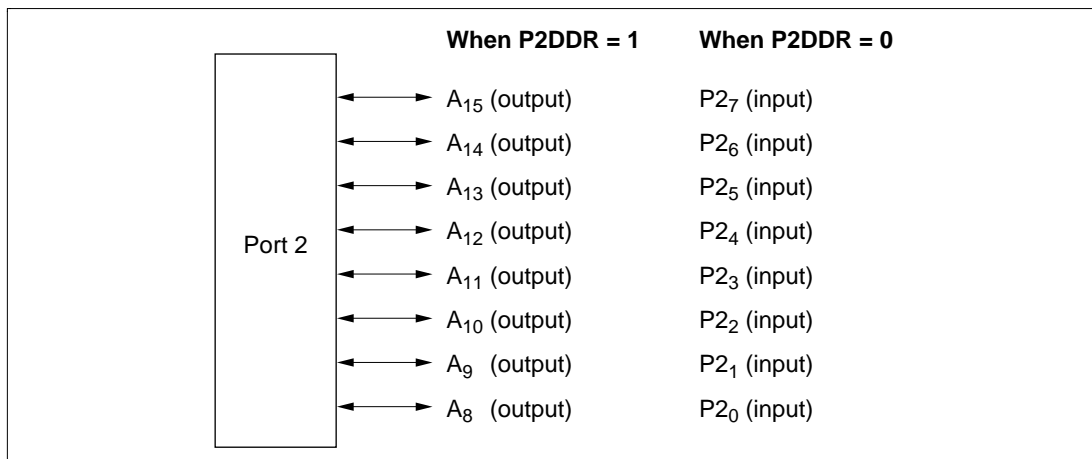 When P2DDR = 1 When P2DDR = 0
A15 (output) P27 (input)
A14 (output) P26 (input)
A13 (output) P25 (input)
A12 (output) P24 (input)
Port 2
A11 (output) P23 (input)
A10 (output) P22 (input)
A9 (output) P21 (input)
A8 (output) P20 (input)